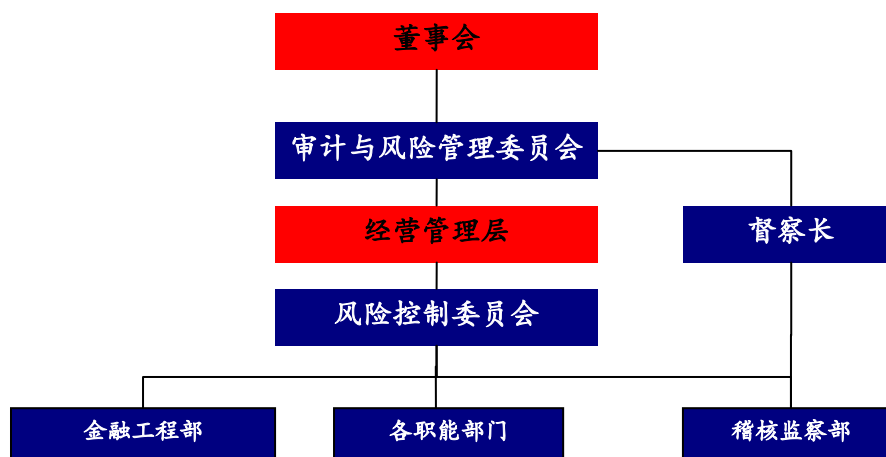 董事会
审计与风险管理委员会
经营管理层
督察长
风险控制委员会
金融工程部
各职能部门
稽核监察部